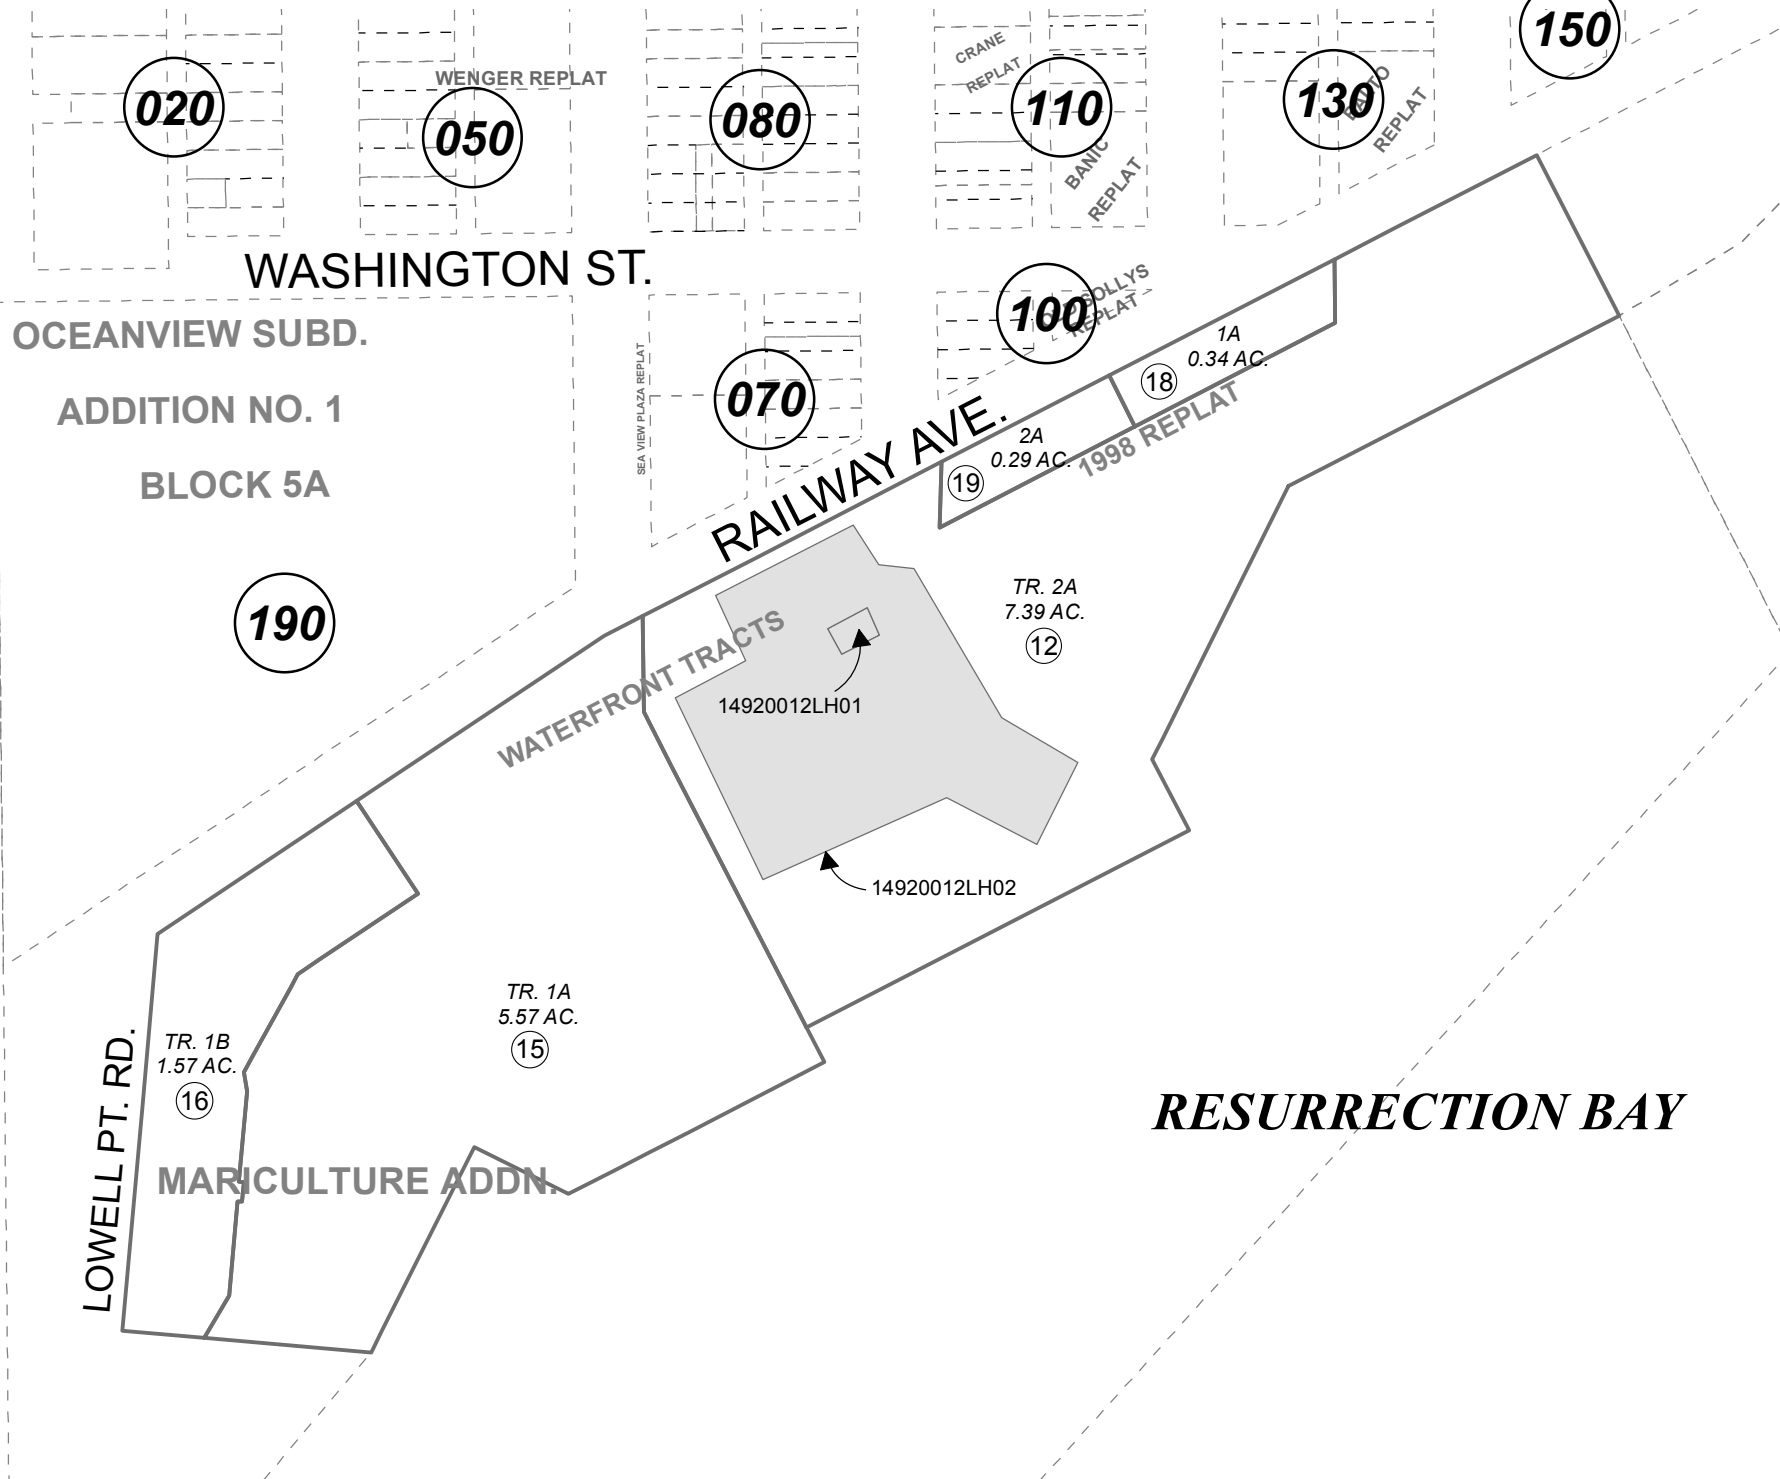 150
020
WENGER REPLAT
050
080
CRANE
REPLAT
110
BANIC
REPLAT
130
REPLAT
WASHINGTON ST.
OCEANVIEW SUBD.
ADDITION NO. 1
BLOCK 5A
190
SEA VIEW PLAZA REPLAT
070
100
SOLLYS
REPLAT
RAILWAY AVE.
1A
0.34 AC.
18
2A
0.29 AC.
19
1998 REPLAT
TR. 2A
7.39 AC.
12
WATERFRONT TRACTS
14920012LH01
14920012LH02
TR. 1A
5.57 AC.
15
TR. 1B
1.57 AC.
16
LOWELL PT. RD.
MARICULTURE ADDN.
RESURRECTION BAY